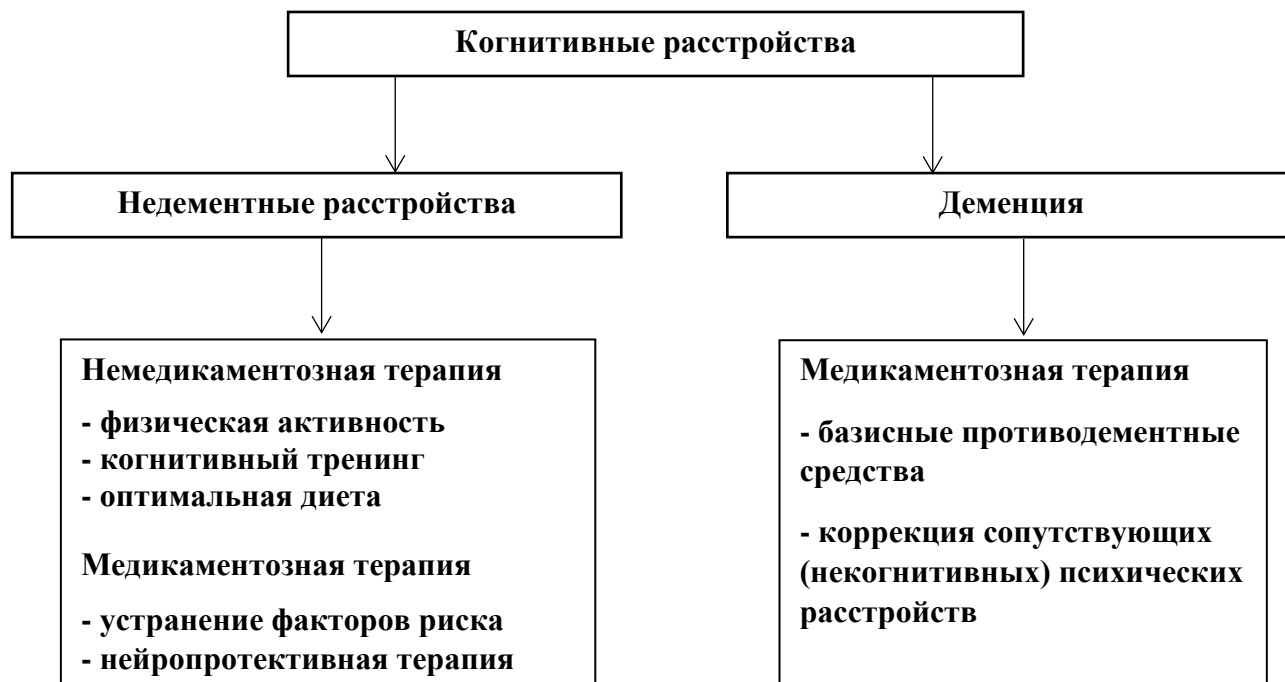 Когнитивные расстройства
Недементные расстройства
Деменция
Немедикаментозная терапия
- физическая активность
- когнитивный тренинг
- оптимальная диета
Медикаментозная терапия
- устранение факторов риска
- нейропротективная терапия
Медикаментозная терапия
- базисные противодементные
средства
- коррекция сопутствующих
(некогнитивных) психических
расстройств